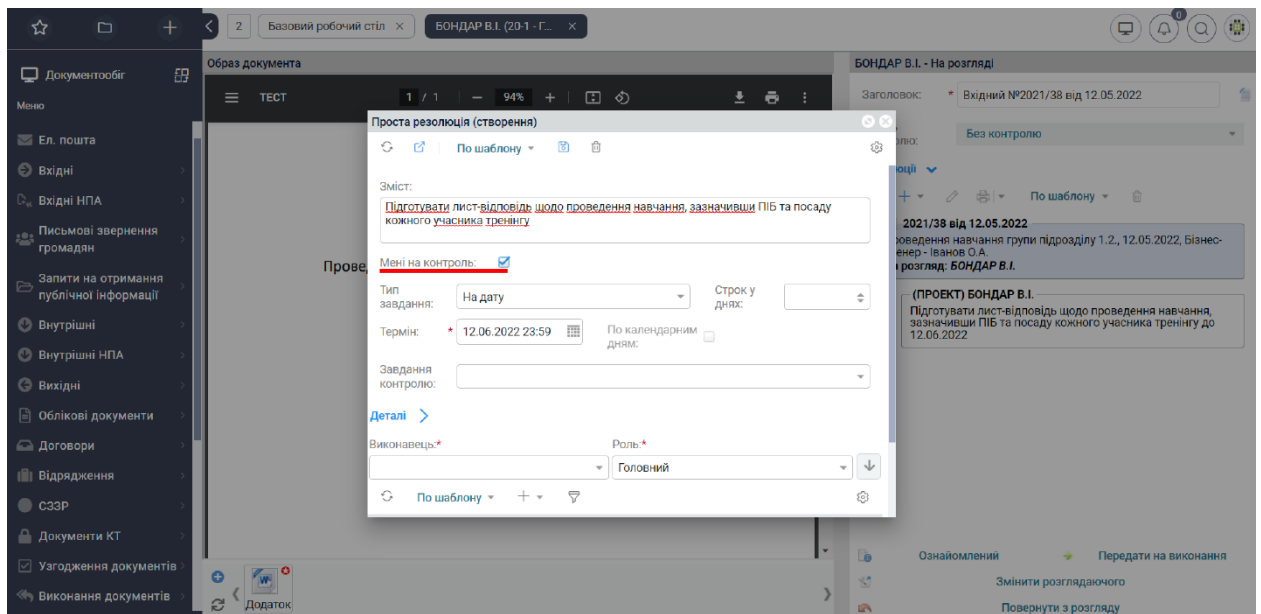 2
Базовий робочий стіл ×
БОНДАР В.І. (20-1 - Г... ×
0
Документообіг
Меню
Ел. пошта
Вхідні
Вхідні НПА
Письмові звернення
громадян
Запити на отримання
публічної інформації
Внутрішні
Внутрішні НПА
Вихідні
Облікові документи
Договори
Відрядження
СЗЗР
Документи КТ
Узгодження документів
Виконання документів
Образ документа
ТЕСТ
1 / 1
94%
Прове
Додаток
Проста резолюція (створення)
По шаблону
Зміст:
Підготувати лист-відповідь щодо проведення навчання, зазначивши ПІБ та посаду
кожного учасника тренінгу
Мені на контроль:
Тип
завдання:
На дату
Строк у
днях:
Термін: *
12.06.2022 23:59
По календарним
дням:
Завдання
контролю:
Деталі
Виконавець:*
Роль:*
Головний
По шаблону
БОНДАР В.І. - На розгляді
Заголовок: *
Вхідний №2021/38 від 12.05.2022
олю:
Без контролю
юції
По шаблону
2021/38 від 12.05.2022
роведення навчання групи підрозділу 1.2., 12.05.2022, Бізнес-
енер - Іванов О.А.
розгляд: БОНДАР В.І.
(ПРОЕКТ) БОНДАР В.І.
Підготувати лист-відповідь щодо проведення навчання,
зазначивши ПІБ та посаду кожного учасника тренінгу до
12.06.2022
Ознайомлений
Передати на виконання
Змінити розглядаючого
Повернути з розгляду